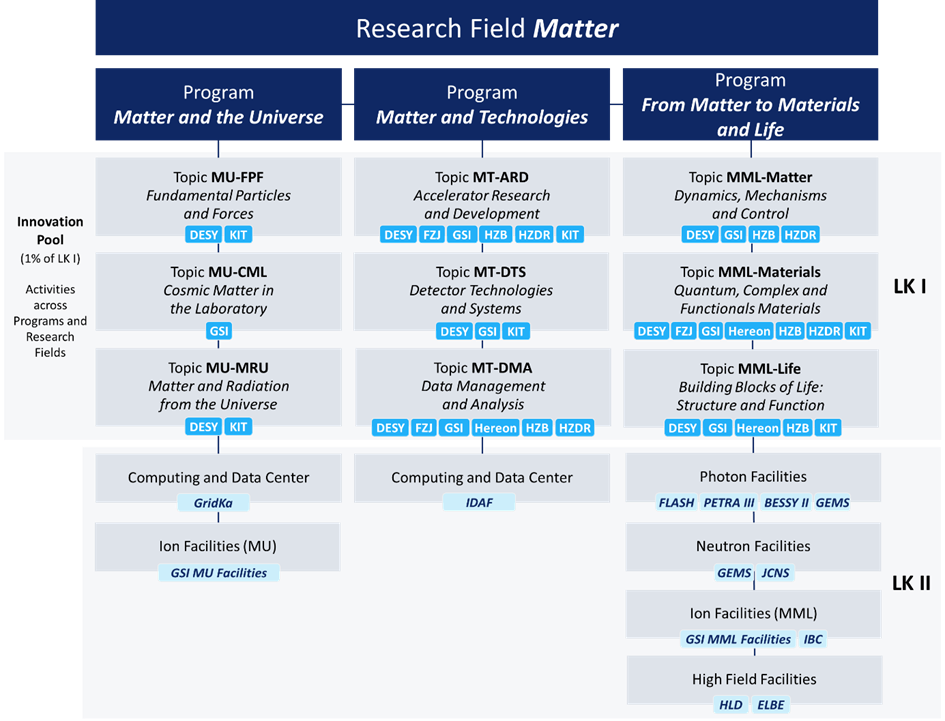 Research Field Matter
Program
Matter and the Universe
Program
Matter and Technologies
Program
From Matter to Materials
and Life
Innovation
Pool
(1% of LK I)
Activities
across
Programs and
Research
Fields
Topic MU-FPF
Fundamental Particles
and Forces
DESY KIT
Topic MU-CML
Cosmic Matter in
the Laboratory
GSI
Topic MU-MRU
Matter and Radiation
from the Universe
DESY KIT
Topic MT-ARD
Accelerator Research
and Development
DESY FZJ GSI HZB HZDR KIT
Topic MT-DTS
Detector Technologies
and Systems
DESY GSI KIT
Topic MT-DMA
Data Management
and Analysis
DESY FZJ GSI Hereon HZB HZDR
Topic MML-Matter
Dynamics, Mechanisms
and Control
DESY GSI HZB HZDR
Topic MML-Materials
Quantum, Complex and
Functionals Materials
DESY FZJ GSI Hereon HZB HZDR KIT
Topic MML-Life
Building Blocks of Life:
Structure and Function
DESY GSI Hereon HZB KIT
LK I
Computing and Data Center
GridKa
Ion Facilities (MU)
GSI MU Facilities
Computing and Data Center
IDAF
Photon Facilities
FLASH PETRA III BESSY II GEMS
Neutron Facilities
GEMS JCNS
Ion Facilities (MML)
GSI MML Facilities IBC
High Field Facilities
HLD ELBE
LK II